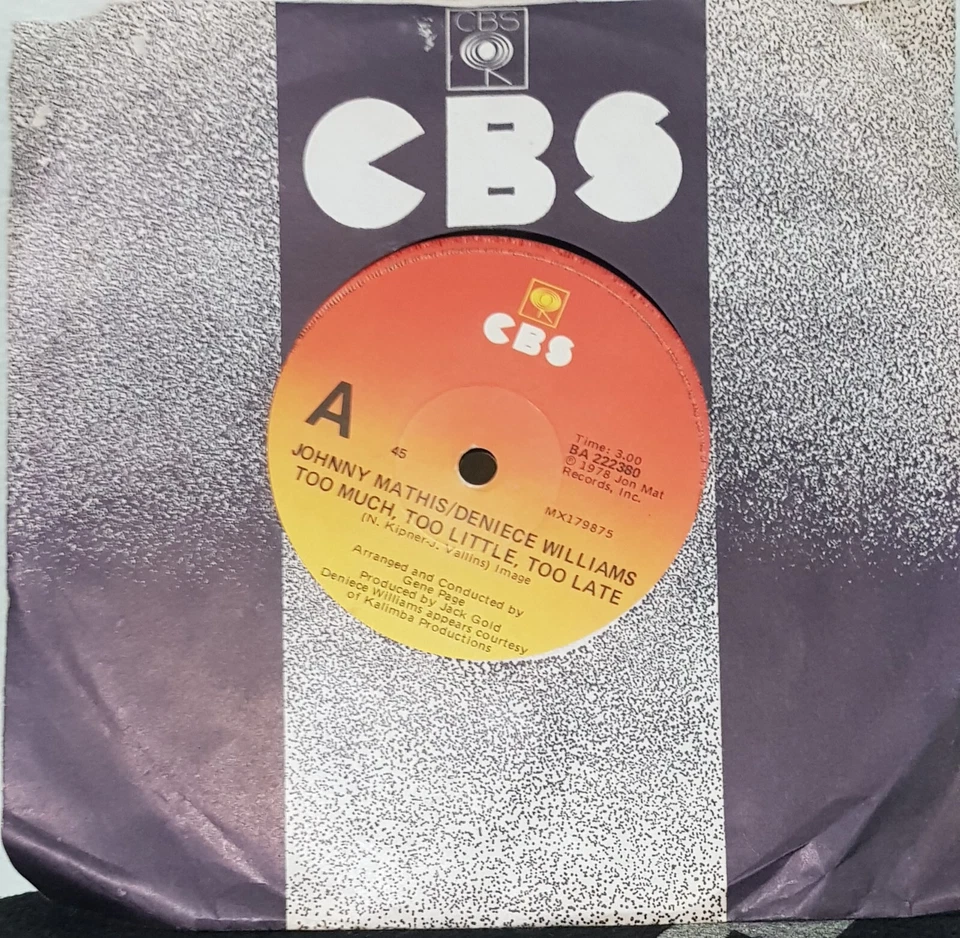 CBS
CBS
CBS
A
45
Time: 3.00
BA 222380
℗ 1978 Jon Mat
Records, Inc.
MX179875
JOHNNY MATHIS/DENIECE WILLIAMS
TOO MUCH, TOO LITTLE, TOO LATE
(N. Kipner-J. Vallins) Image
Arranged and Conducted by
Gene Page
Produced by Jack Gold
Deniece Williams appears courtesy
of Kalimba Productions